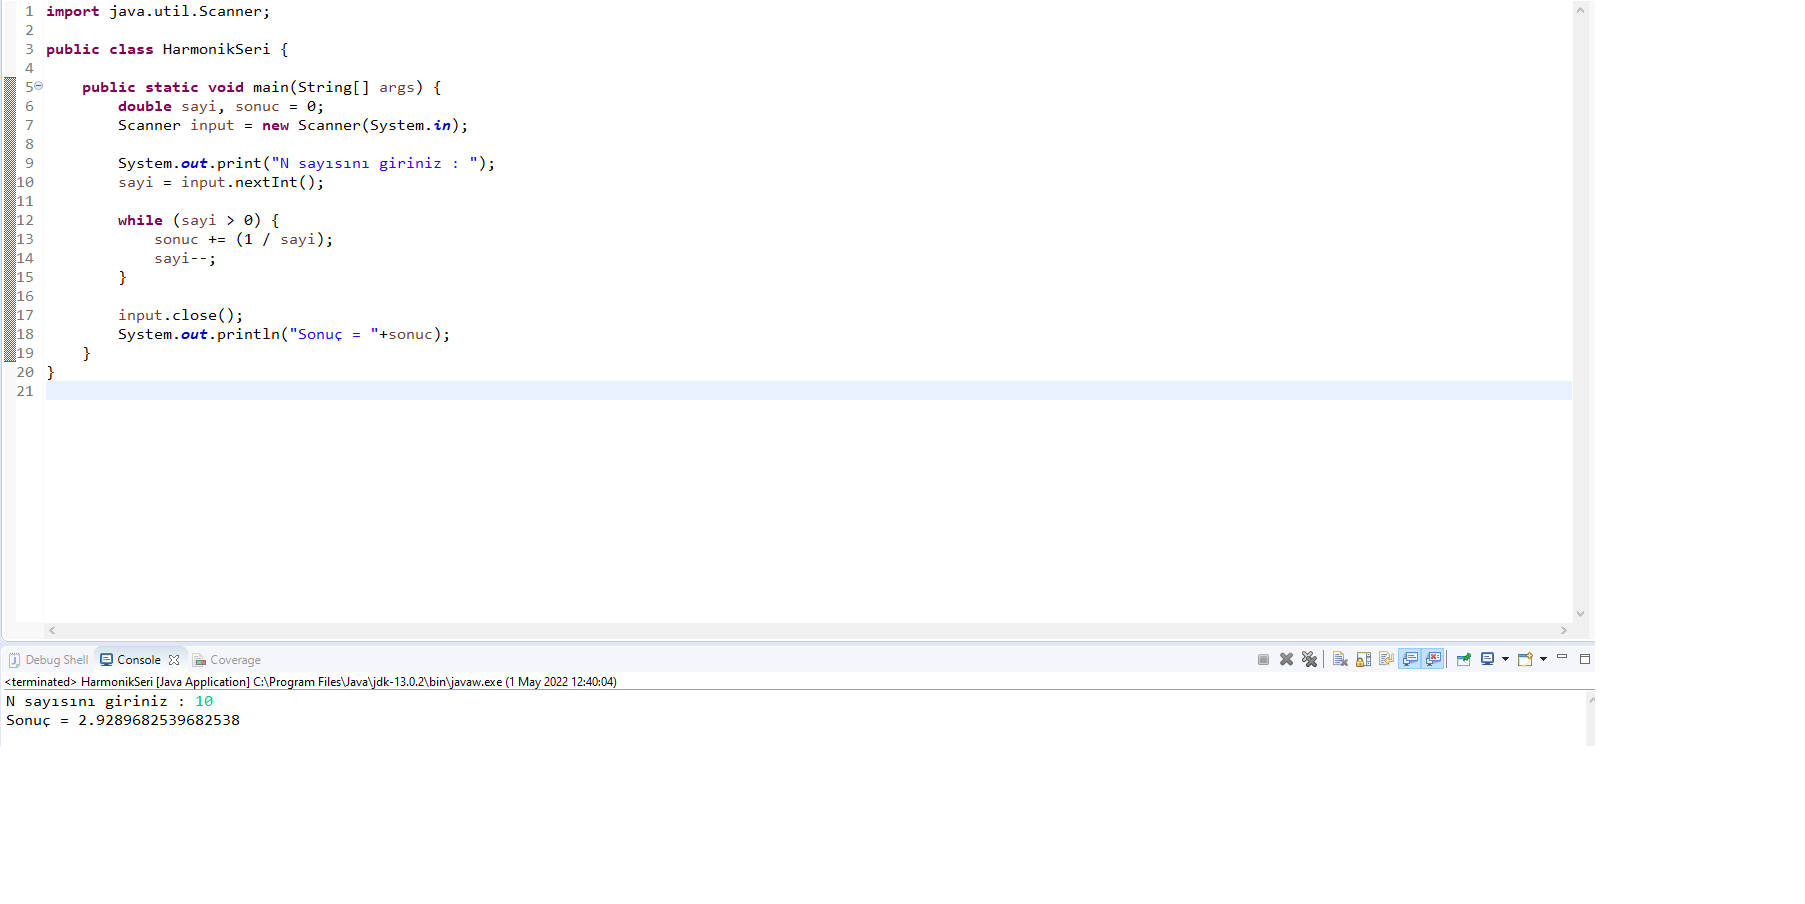 1 import java.util.Scanner;
2
3 public class HarmonikSeri {
4
5 public static void main(String[] args) {
6 double sayi, sonuc = 0;
7 Scanner input = new Scanner(System.in);
8
9 System.out.print("N sayısını giriniz : ");
10 sayi = input.nextInt();
11
12 while (sayi > 0) {
13 sonuc += (1 / sayi);
14 sayi--;
15 }
16
17 input.close();
18 System.out.println("Sonuç = "+sonuc);
19 }
20 }
21
Debug Shell Console Coverage
<terminated> HarmonikSeri [Java Application] C:\Program Files\Java\jdk-13.0.2\bin\javaw.exe (1 May 2022 12:40:04)
N sayısını giriniz : 10
Sonuç = 2.9289682539682538